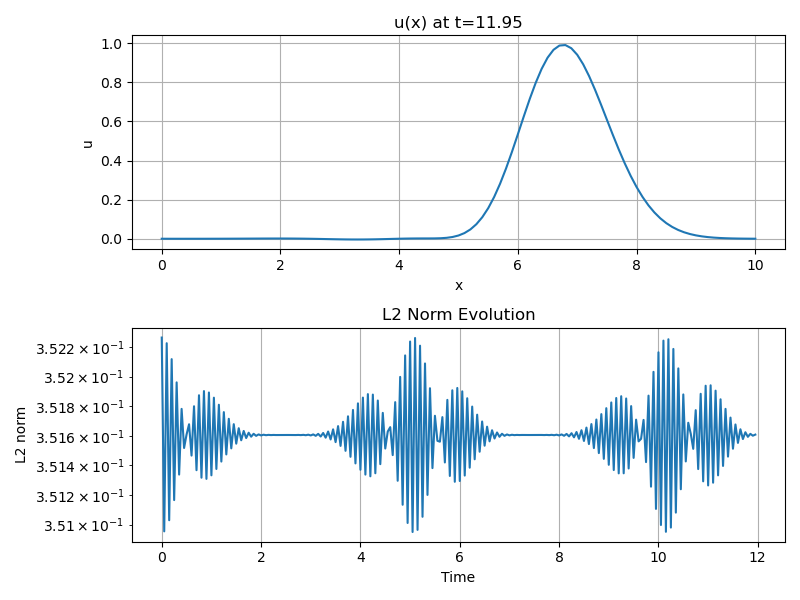 u(x) at t=11.95
1.0
0.8
0.6
0.4
0.2
0.0
u
0 2 4 6 8 10
x
L2 Norm Evolution
3.522 × 10⁻¹
3.52 × 10⁻¹
3.518 × 10⁻¹
3.516 × 10⁻¹
3.514 × 10⁻¹
3.512 × 10⁻¹
3.51 × 10⁻¹
L2 norm
0 2 4 6 8 10 12
Time